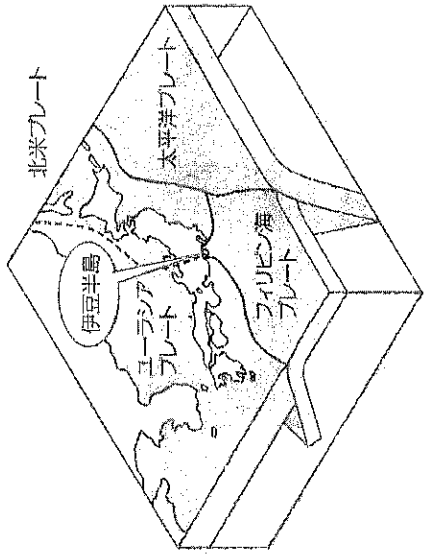 北米プレート
太平洋プレート
伊豆半島
ユーラシア
プレート
フィリピン海
プレート